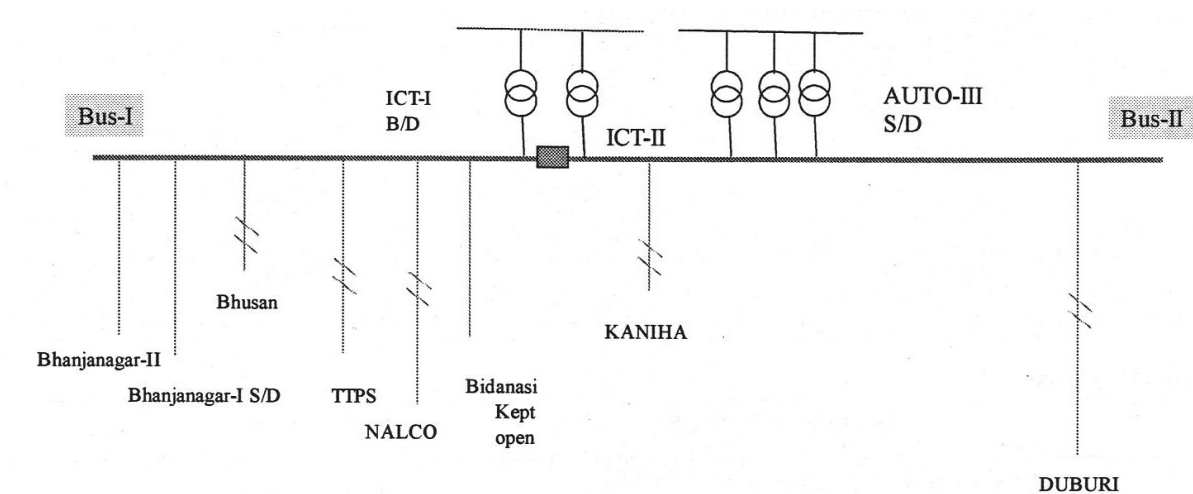 ICT-I
B/D
AUTO-III
S/D
Bus-I
Bus-II
ICT-II
Bhusan
KANIHA
Bhanjanagar-II
Bhanjanagar-I S/D
TTPS
Bidanasi
Kept
open
NALCO
DUBURI